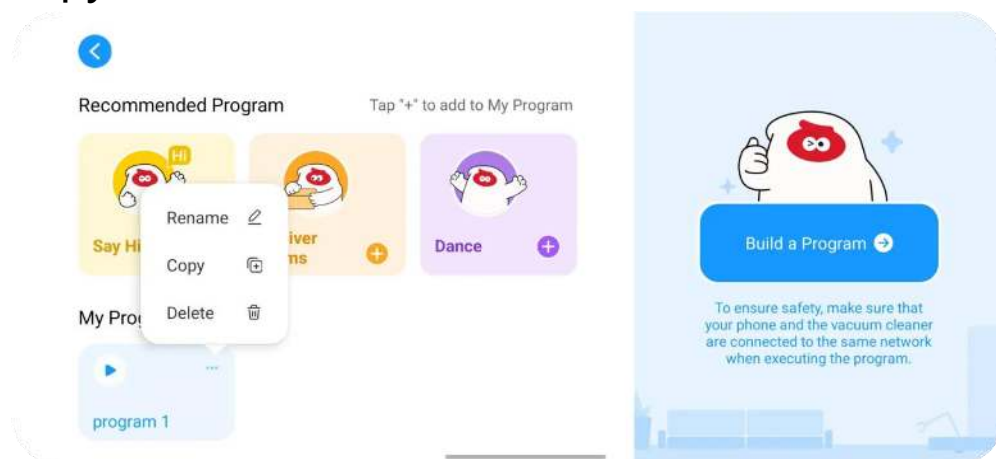 Recommended Program
Tap "+" to add to My Program
Hi
Say Hi
iver
ms
Dance
Rename
Copy
Delete
My Pro
program 1
Build a Program
To ensure safety, make sure that
your phone and the vacuum cleaner
are connected to the same network
when executing the program.